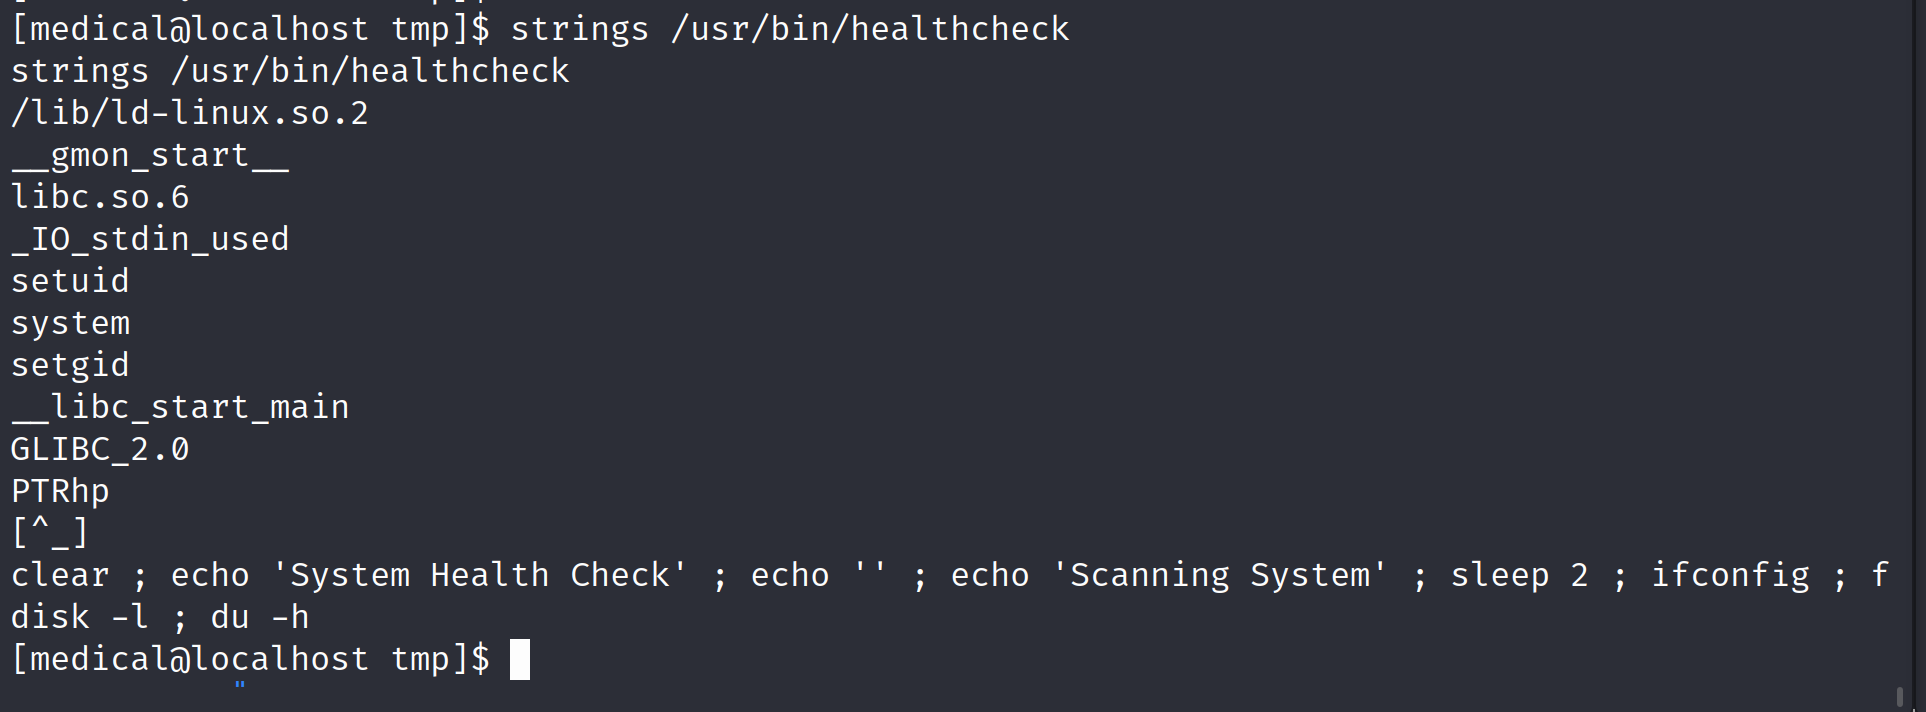 [medical@localhost tmp]$ strings /usr/bin/healthcheck
strings /usr/bin/healthcheck
/lib/ld-linux.so.2
__gmon_start__
libc.so.6
_IO_stdin_used
setuid
system
setgid
__libc_start_main
GLIBC_2.0
PTRhp
[^_]
clear ; echo 'System Health Check' ; echo '' ; echo 'Scanning System' ; sleep 2 ; ifconfig ; f
disk -l ; du -h
[medical@localhost tmp]$
"